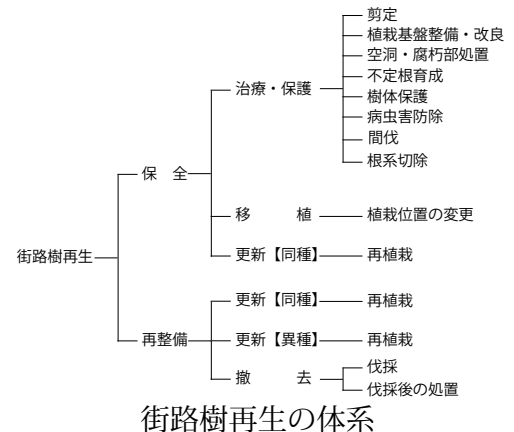 街路樹再生
保　全
治療・保護
剪定
植栽基盤整備・改良
空洞・腐朽部処置
不定根育成
樹体保護
病虫害防除
間伐
根系切除
移　植
植栽位置の変更
更新【同種】
再植栽
再整備
更新【同種】
再植栽
更新【異種】
再植栽
撤　去
伐採
伐採後の処置
街路樹再生の体系